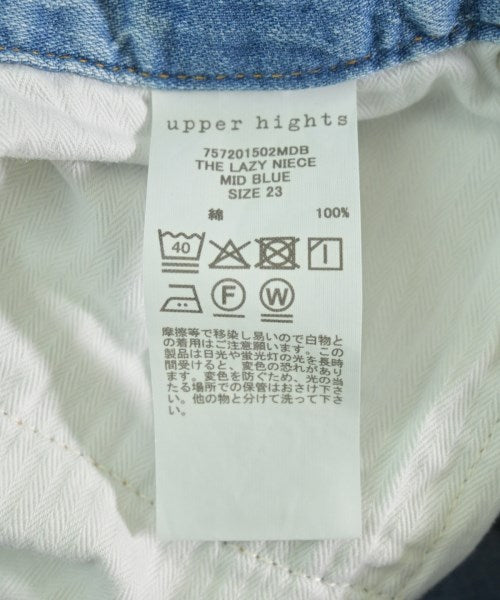 upper hights
757201502MDB
THE LAZY NIECE
MID BLUE
SIZE 23
綿 100%
40
F W
摩擦等で移染し易いので白物と
の着用はご注意願います。この
製品は日光や蛍光灯の光を長時
間受けると、変色の恐れがあり
ます。変色を防ぐため、光の当
たる場所での保管はおさけ下さ
い。他の物と分けて洗って下さ
い。